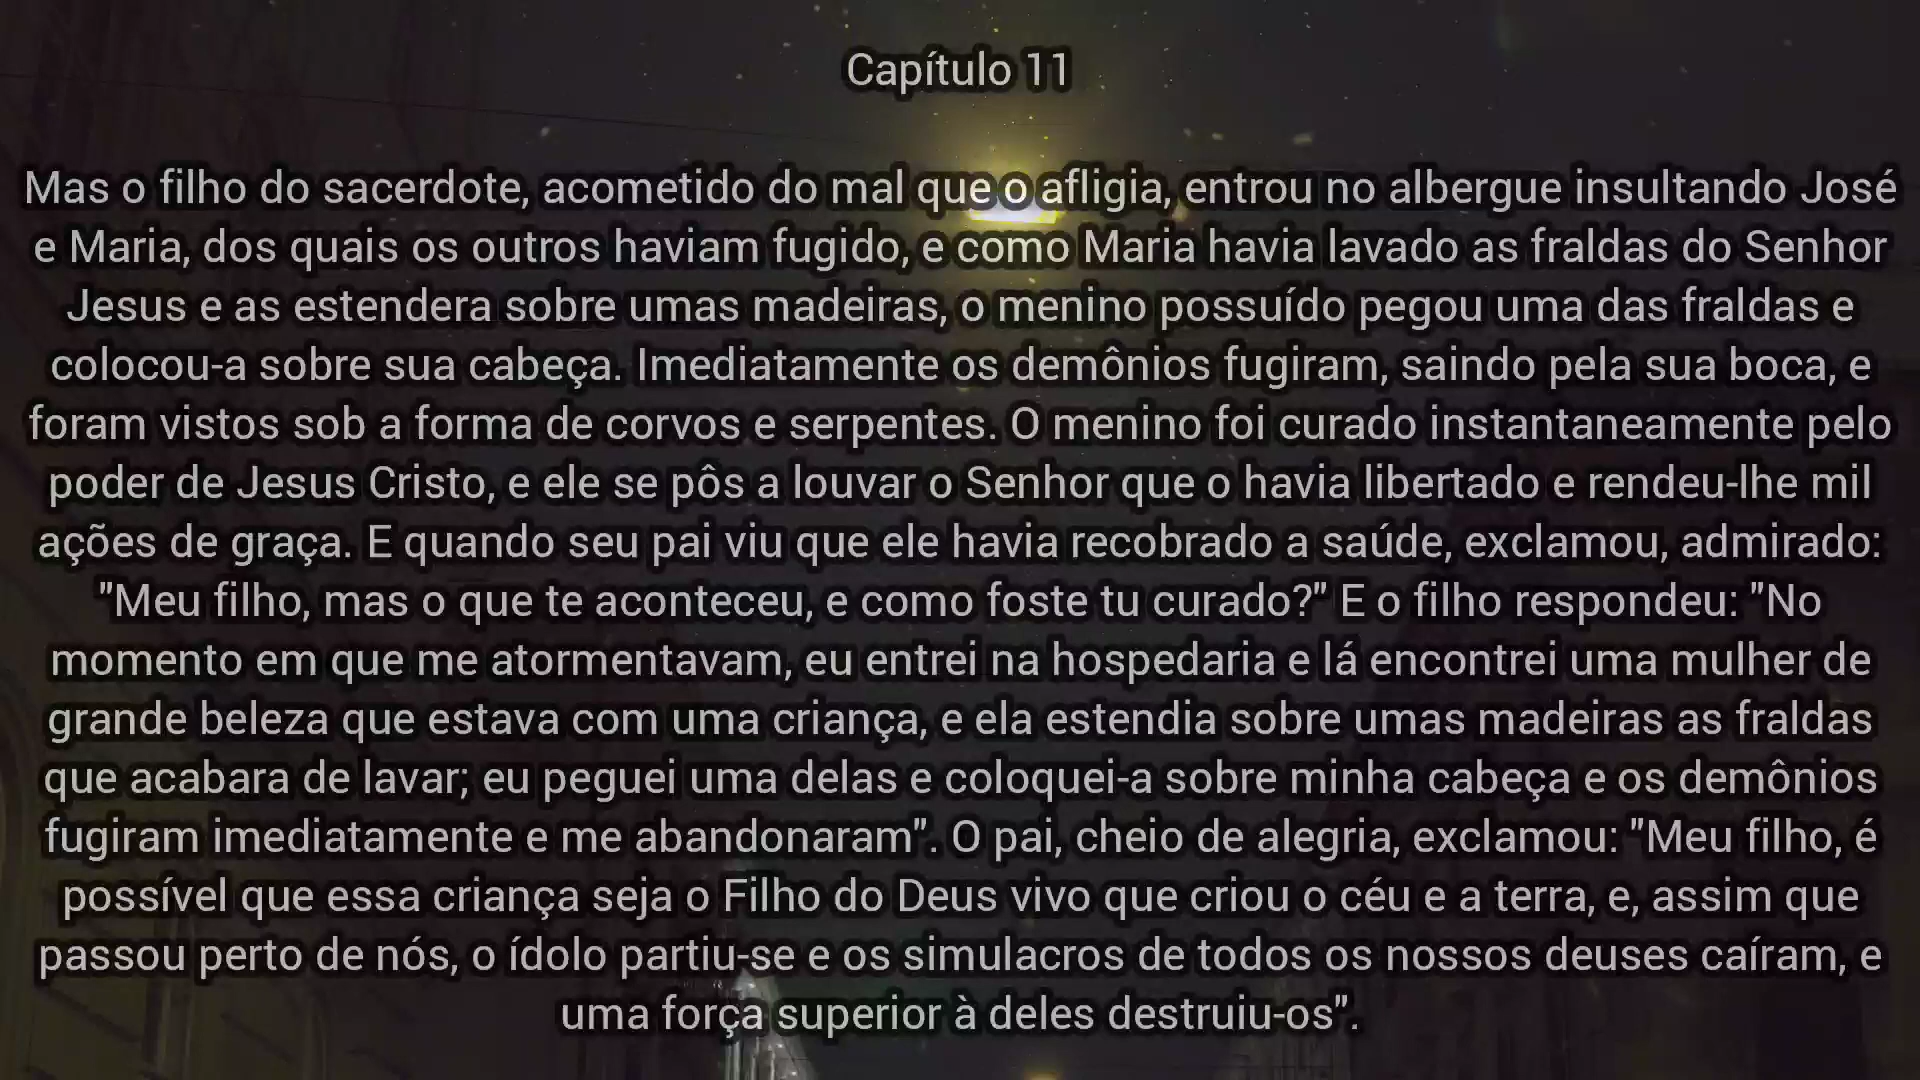 Capítulo 11
Mas o filho do sacerdote, acometido do mal que o afligia, entrou no albergue insultando José
e Maria, dos quais os outros haviam fugido, e como Maria havia lavado as fraldas do Senhor
Jesus e as estendera sobre umas madeiras, o menino possuído pegou uma das fraldas e
colocou-a sobre sua cabeça. Imediatamente os demônios fugiram, saindo pela sua boca, e
foram vistos sob a forma de corvos e serpentes. O menino foi curado instantaneamente pelo
poder de Jesus Cristo, e ele se pôs a louvar o Senhor que o havia libertado e rendeu-lhe mil
ações de graça. E quando seu pai viu que ele havia recobrado a saúde, exclamou, admirado:
"Meu filho, mas o que te aconteceu, e como foste tu curado?" E o filho respondeu: "No
momento em que me atormentavam, eu entrei na hospedaria e lá encontrei uma mulher de
grande beleza que estava com uma criança, e ela estendia sobre umas madeiras as fraldas
que acabara de lavar; eu peguei uma delas e coloquei-a sobre minha cabeça e os demônios
fugiram imediatamente e me abandonaram". O pai, cheio de alegria, exclamou: "Meu filho, é
possível que essa criança seja o Filho do Deus vivo que criou o céu e a terra, e, assim que
passou perto de nós, o ídolo partiu-se e os simulacros de todos os nossos deuses caíram, e
uma força superior à deles destruiu-os".